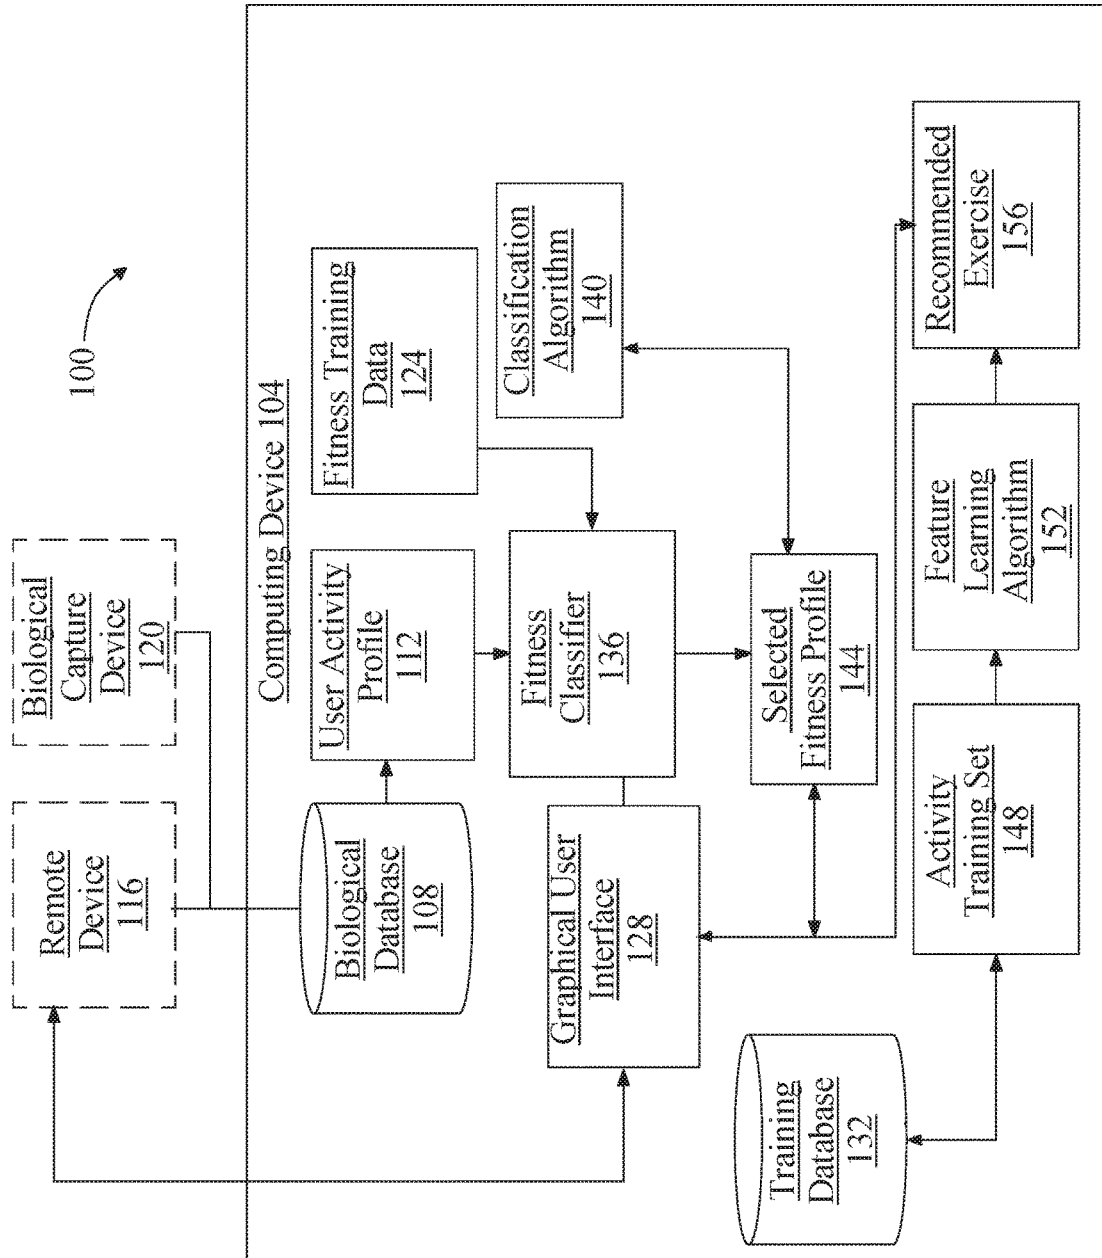 100
Remote
Device
116
Biological
Capture
Device
120
Computing Device 104
Biological
Database
108
User Activity
Profile
112
Fitness Training
Data
124
Graphical User
Interface
128
Fitness
Classifier
136
Classification
Algorithm
140
Training
Database
132
Selected
Fitness Profile
144
Activity
Training Set
148
Feature
Learning
Algorithm
152
Recommended
Exercise
156